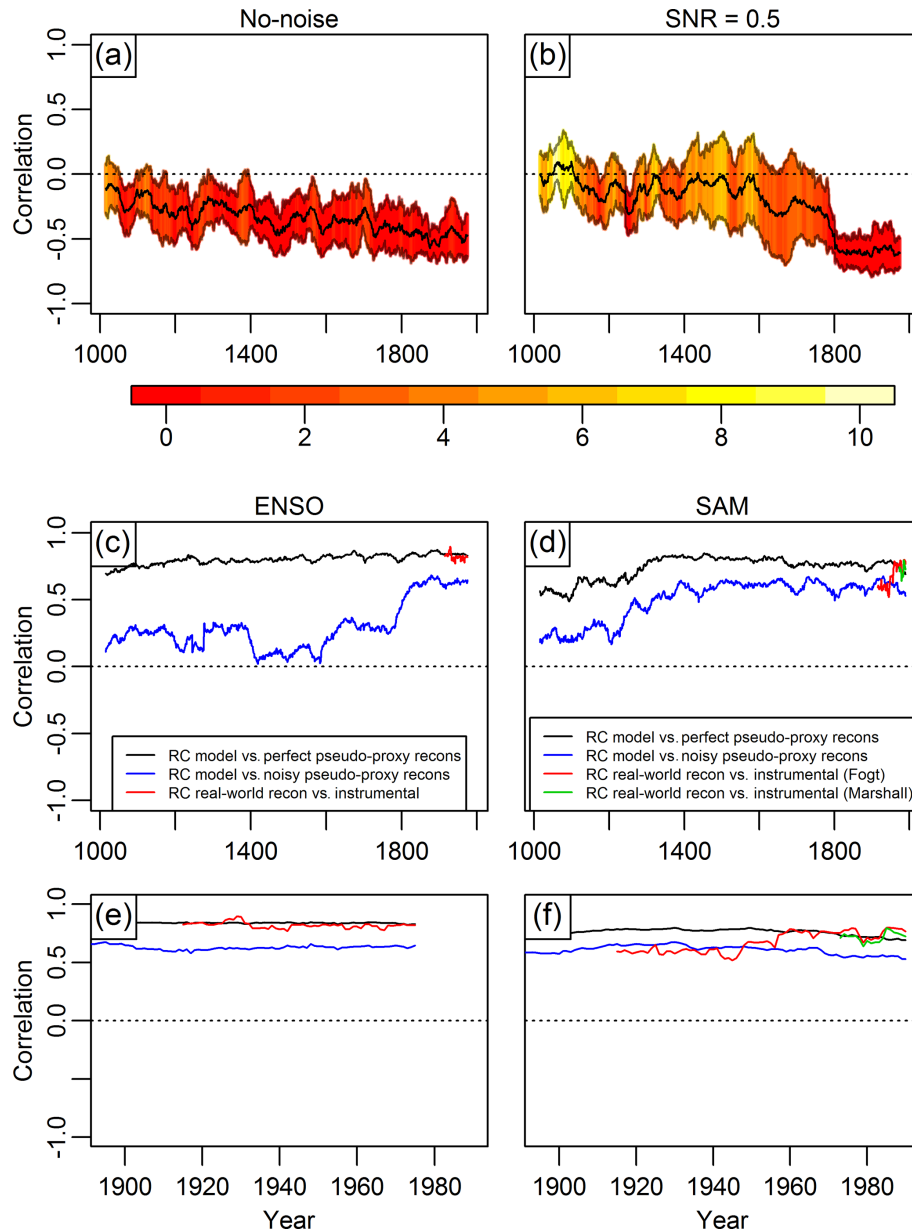 No-noise
SNR = 0.5
(a)
(b)
Correlation
1.0
0.5
0.0
-0.5
-1.0
1000
1400
1800
1000
1400
1800
0
2
4
6
8
10
ENSO
SAM
(c)
(d)
Correlation
1.0
0.5
0.0
-0.5
-1.0
RC model vs. perfect pseudo-proxy recons
RC model vs. noisy pseudo-proxy recons
RC real-world recon vs. instrumental
RC model vs. perfect pseudo-proxy recons
RC model vs. noisy pseudo-proxy recons
RC real-world recon vs. instrumental (Fogt)
RC real-world recon vs. instrumental (Marshall)
1000
1400
1800
1000
1400
1800
(e)
(f)
Correlation
1.0
0.5
0.0
-1.0
1900
1920
1940
1960
1980
1900
1920
1940
1960
1980
Year
Year